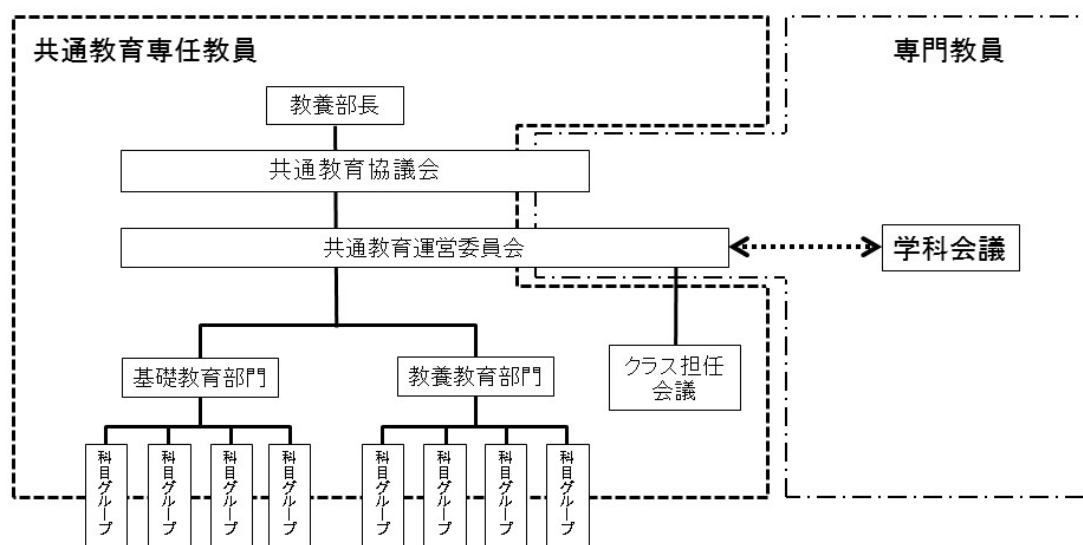 共通教育専任教員
専門教員
教養部長
共通教育協議会
共通教育運営委員会
学科会議
基礎教育部門
教養教育部門
クラス担任
会議
科目グループ
科目グループ
科目グループ
科目グループ
科目グループ
科目グループ
科目グループ
科目グループ